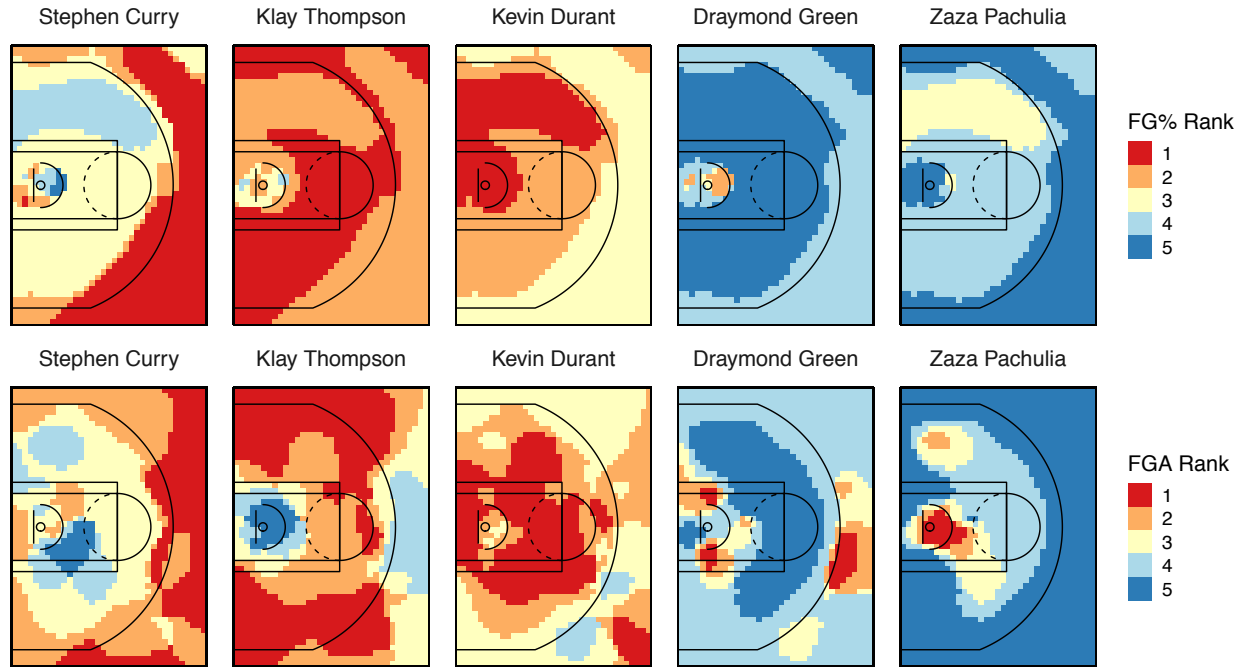 Stephen Curry Klay Thompson Kevin Durant Draymond Green Zaza Pachulia
FG% Rank
1
2
3
4
5
Stephen Curry Klay Thompson Kevin Durant Draymond Green Zaza Pachulia
FGA Rank
1
2
3
4
5